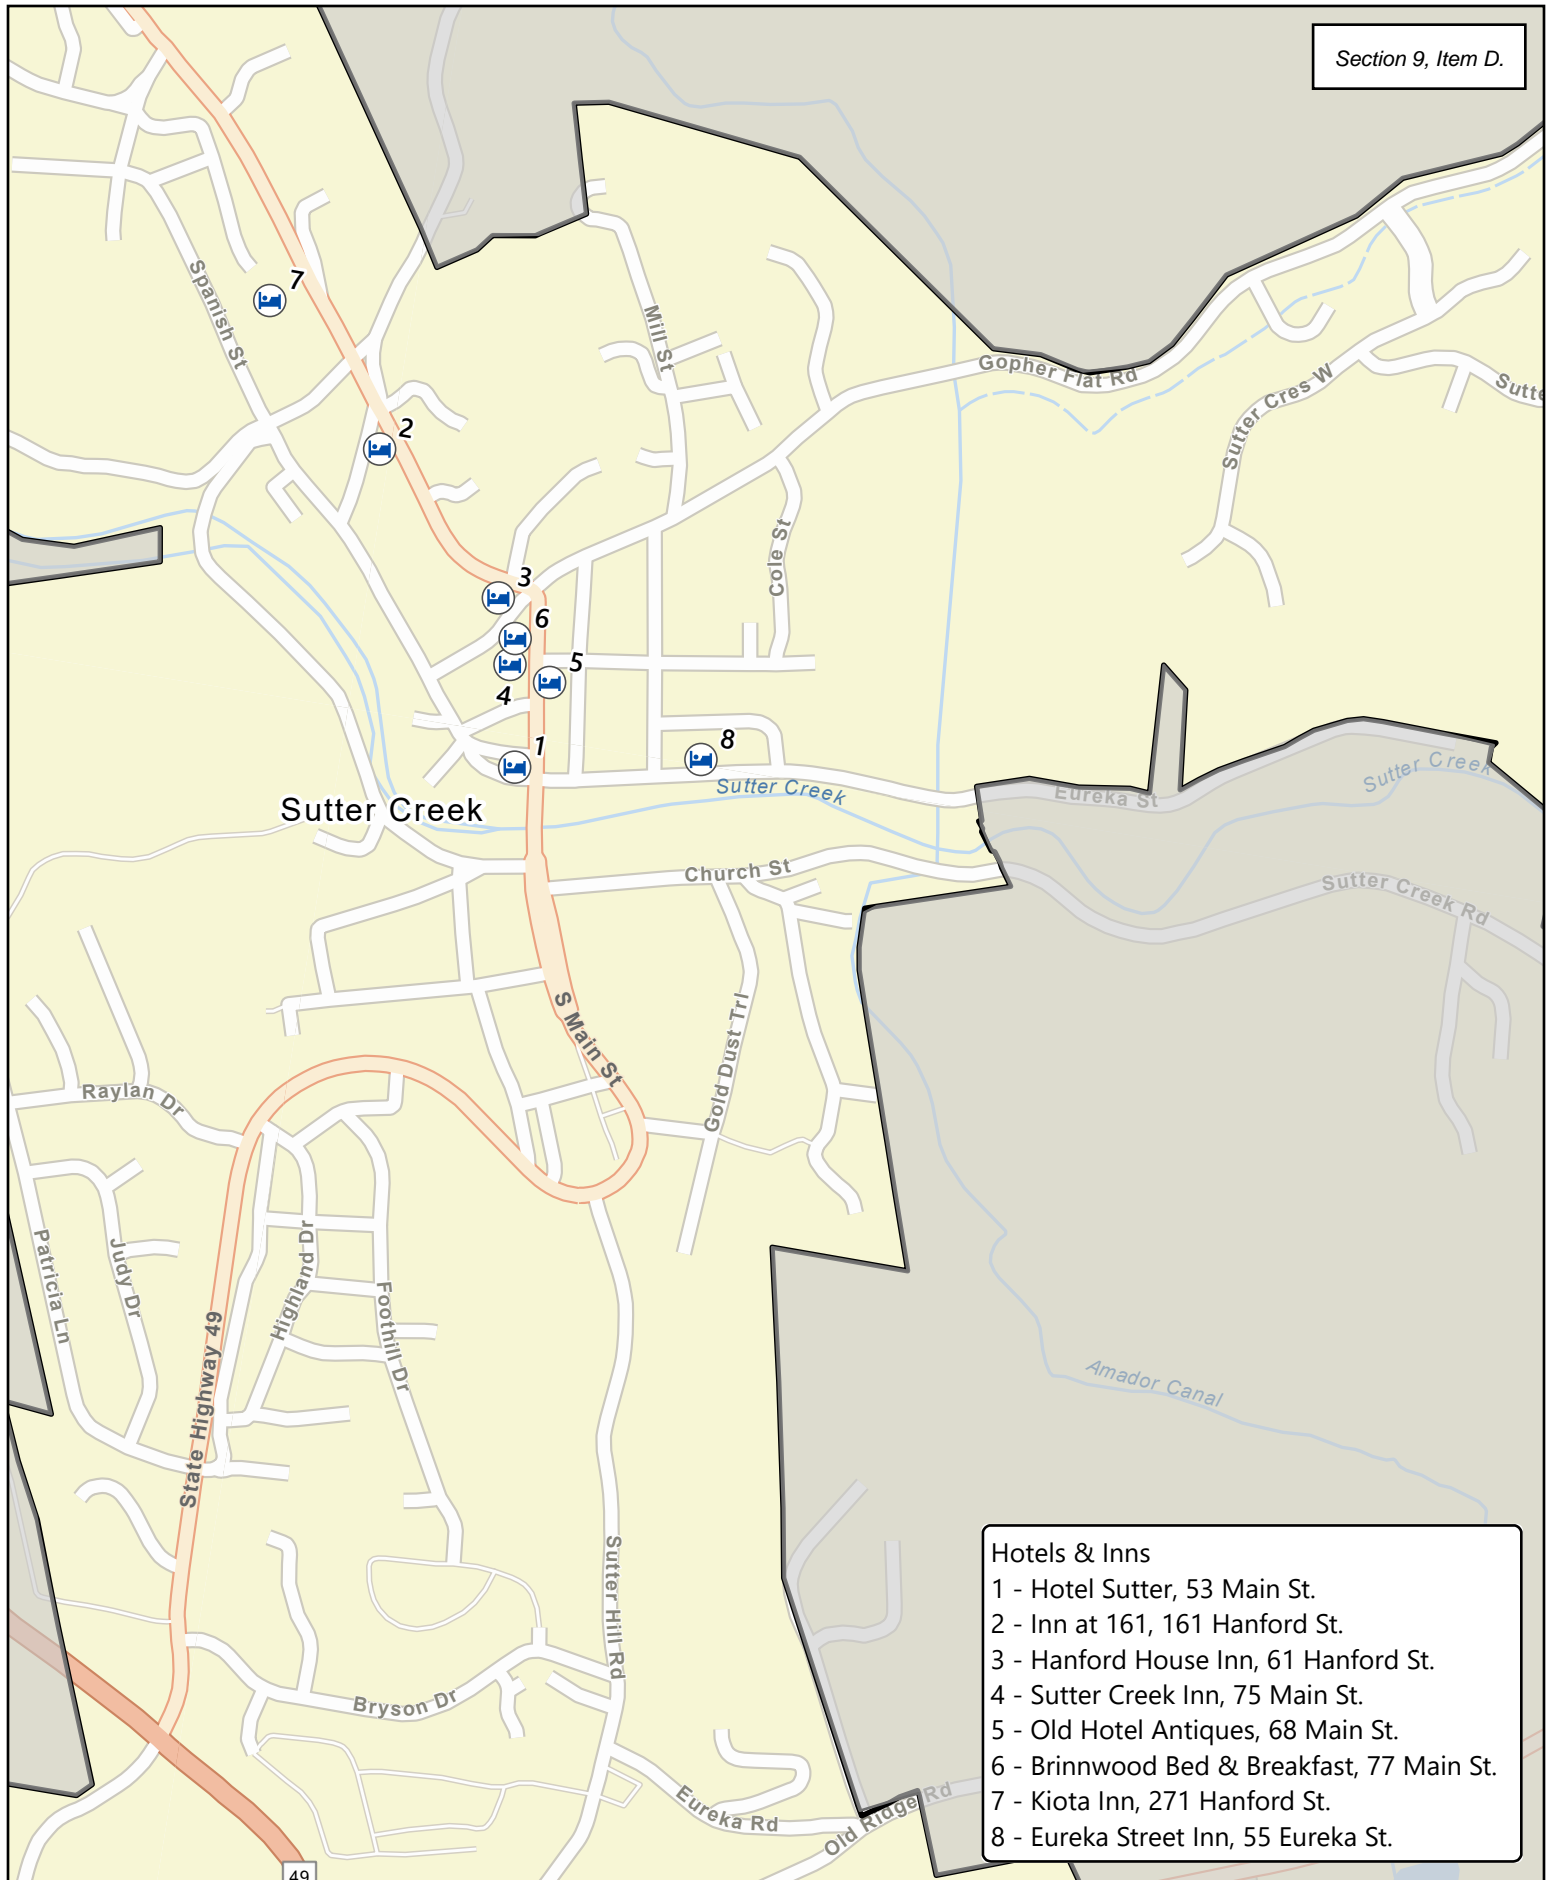 Section 9, Item D.
7
Spanish St
Mill St
Gopher Flat Rd
Sutter Cres W
Sutte
2
Cole St
3
6
5
4
1
8
Sutter Creek
Sutter Creek
Sutter Creek
Eureka St
Church St
Sutter Creek Rd
S Main St
Gold Dust Trl
Raylan Dr
Patricia Ln
Judy Dr
Highland Dr
Foothill Dr
State Highway 49
Amador Canal
Sutter Hill Rd
Bryson Dr
Eureka Rd
Old Ridge Rd
49
Hotels & Inns
1 - Hotel Sutter, 53 Main St.
2 - Inn at 161, 161 Hanford St.
3 - Hanford House Inn, 61 Hanford St.
4 - Sutter Creek Inn, 75 Main St.
5 - Old Hotel Antiques, 68 Main St.
6 - Brinnwood Bed & Breakfast, 77 Main St.
7 - Kiota Inn, 271 Hanford St.
8 - Eureka Street Inn, 55 Eureka St.